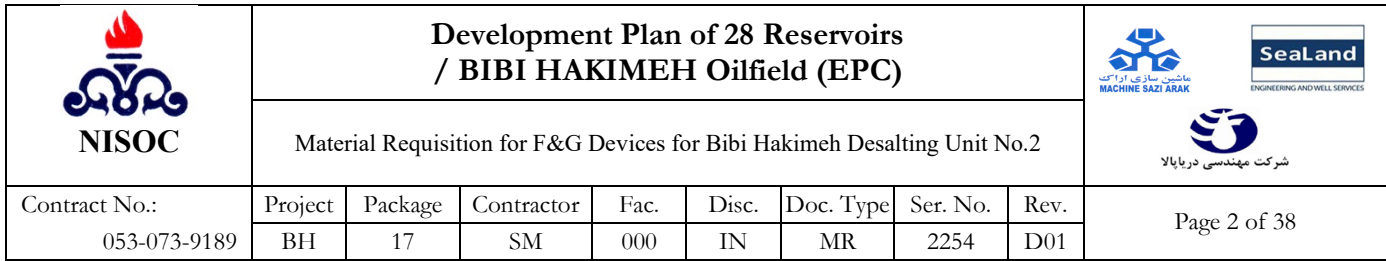 NISOC
Development Plan of 28 Reservoirs
/ BIBI HAKIMEH Oilfield (EPC)
ماشین سازی اراک
MACHINE SAZI ARAK
SeaLand
ENGINEERING AND WELL SERVICES
Material Requisition for F&G Devices for Bibi Hakimeh Desalting Unit No.2
شرکت مهندسی دریاپالا
Contract No.:
053-073-9189
Project Package Contractor Fac. Disc. Doc. Type Ser. No. Rev.
BH 17 SM 000 IN MR 2254 D01
Page 2 of 38